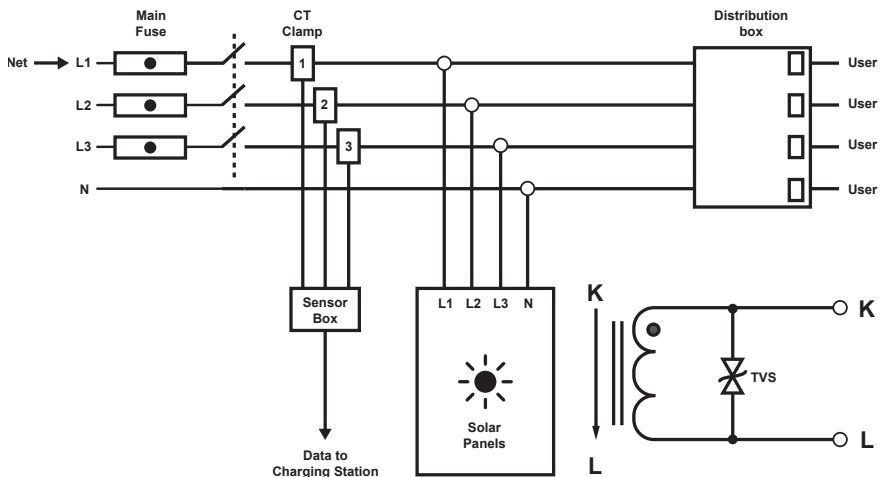 Main
Fuse
CT
Clamp
Distribution
box
Net
L1
1
User
L2
2
User
L3
3
User
N
User
Sensor
Box
L1 L2 L3 N
Solar
Panels
Data to
Charging Station
K
L
K
TVS
L